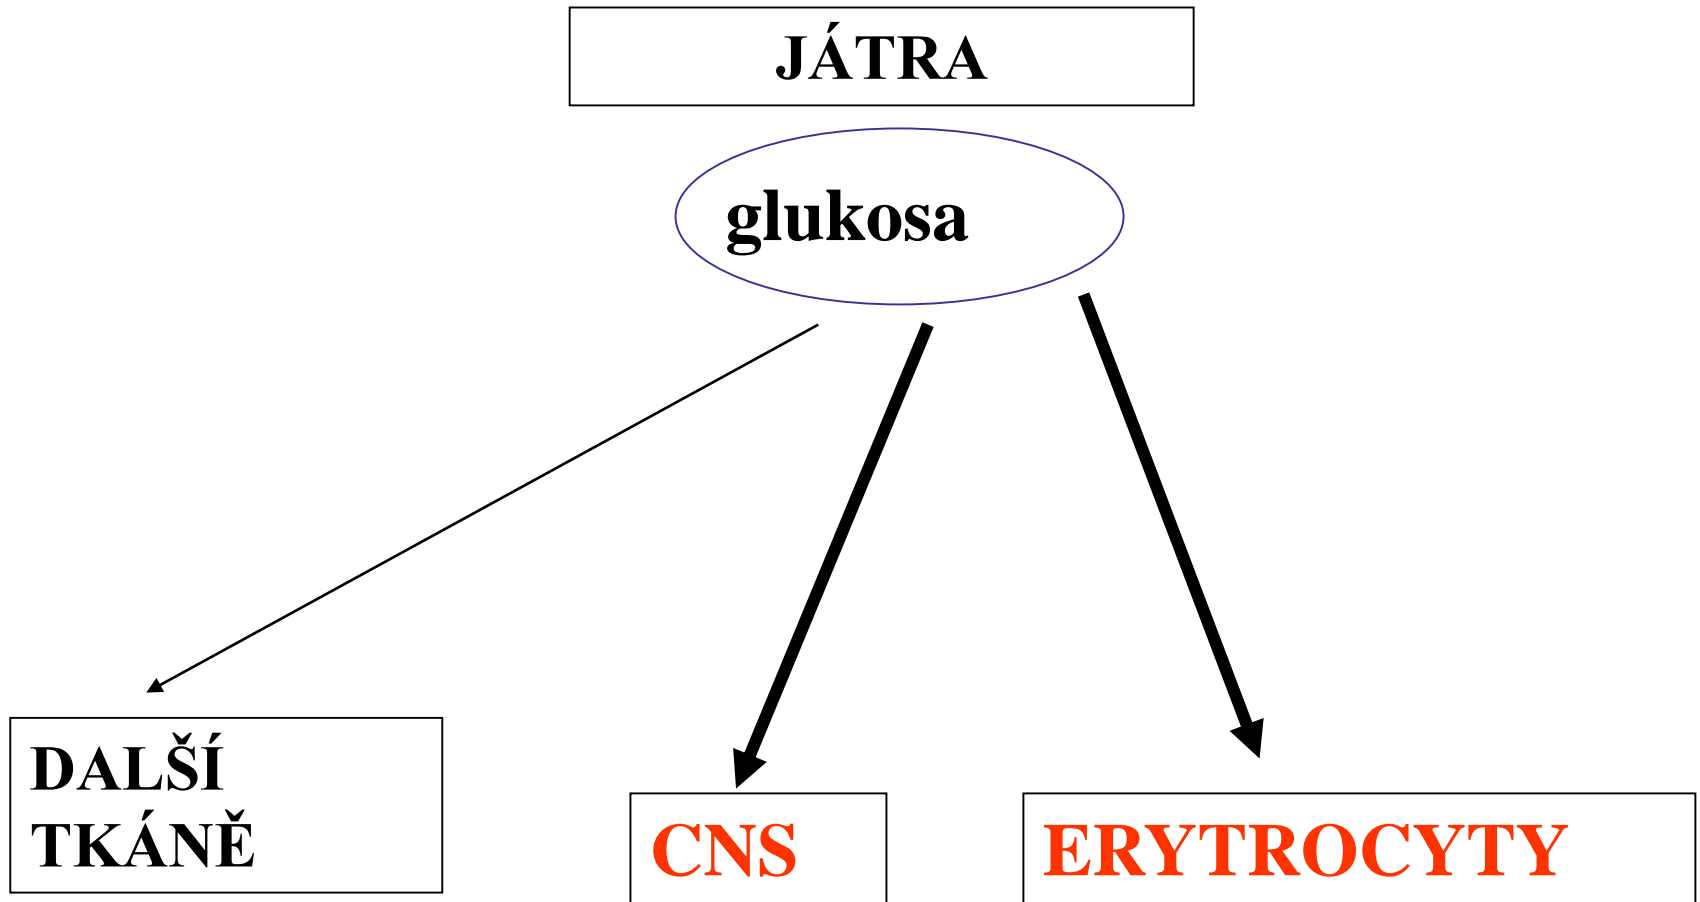 JÁTRA
glukosa
DALŠÍ
TKÁNĚ
CNS
ERYTROCYTY